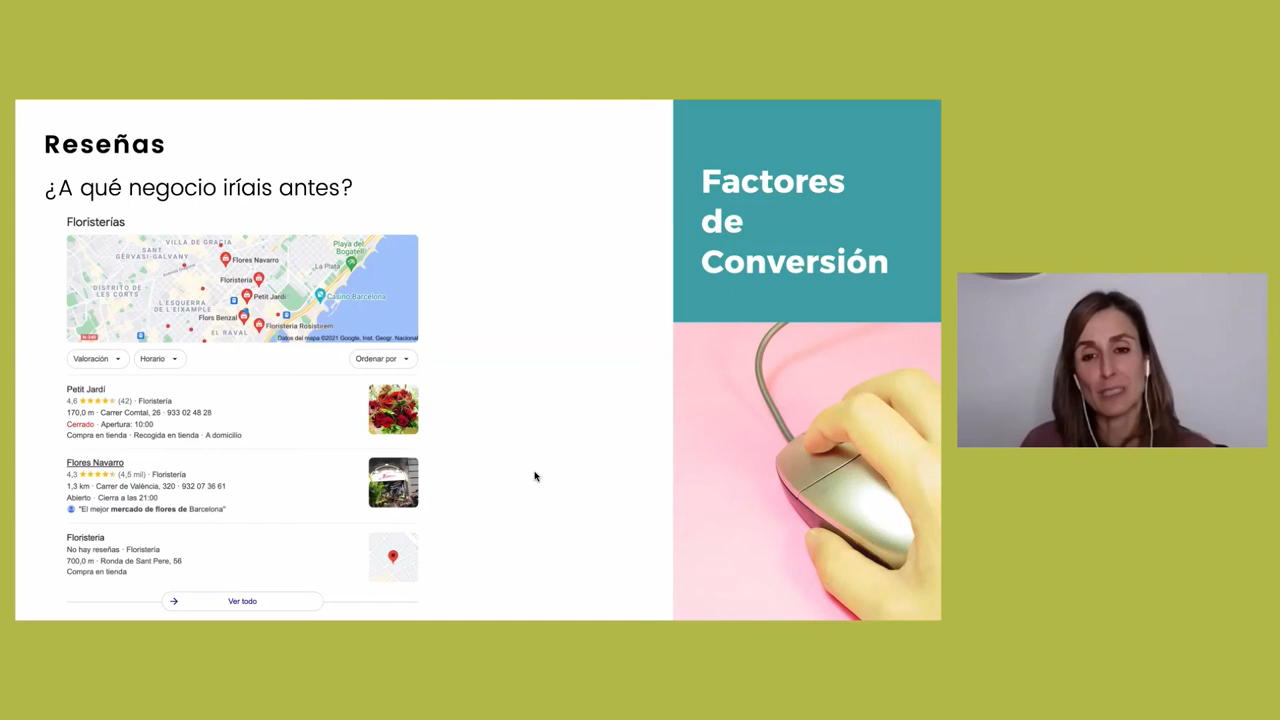 Reseñas
¿A qué negocio iríais antes?
Floristerías
VILLA DE GRACIA
SANT
GERVASI-GALVANY
Playa del
Bogatell
Flores Navarro
La Plata
Floristeria
DISTRITO DE
LES CORTS
Petit Jardí
Casino Barcelona
L'ESQUERRA
DE L'EIXAMPLE
Flors Benzal
Floristeria Rosistirem
EL RAVAL
Datos del mapa ©2021 Google, Inst. Geogr. Nacional
Valoración
Horario
Ordenar por
Petit Jardí
4,6 ★★★★★ (42) · Floristería
170,0 m · Carrer Comtal, 26 · 933 02 48 28
Cerrado · Apertura: 10:00
Compra en tienda · Recogida en tienda · A domicilio
Flores Navarro
4,3 ★★★★★ (4,5 mil) · Floristería
1,3 km · Carrer de València, 320 · 932 07 36 61
Abierto · Cierra a las 21:00
"El mejor mercado de flores de Barcelona"
Floristeria
No hay reseñas · Floristería
700,0 m · Ronda de Sant Pere, 56
Compra en tienda
Ver todo
Factores
de
Conversión